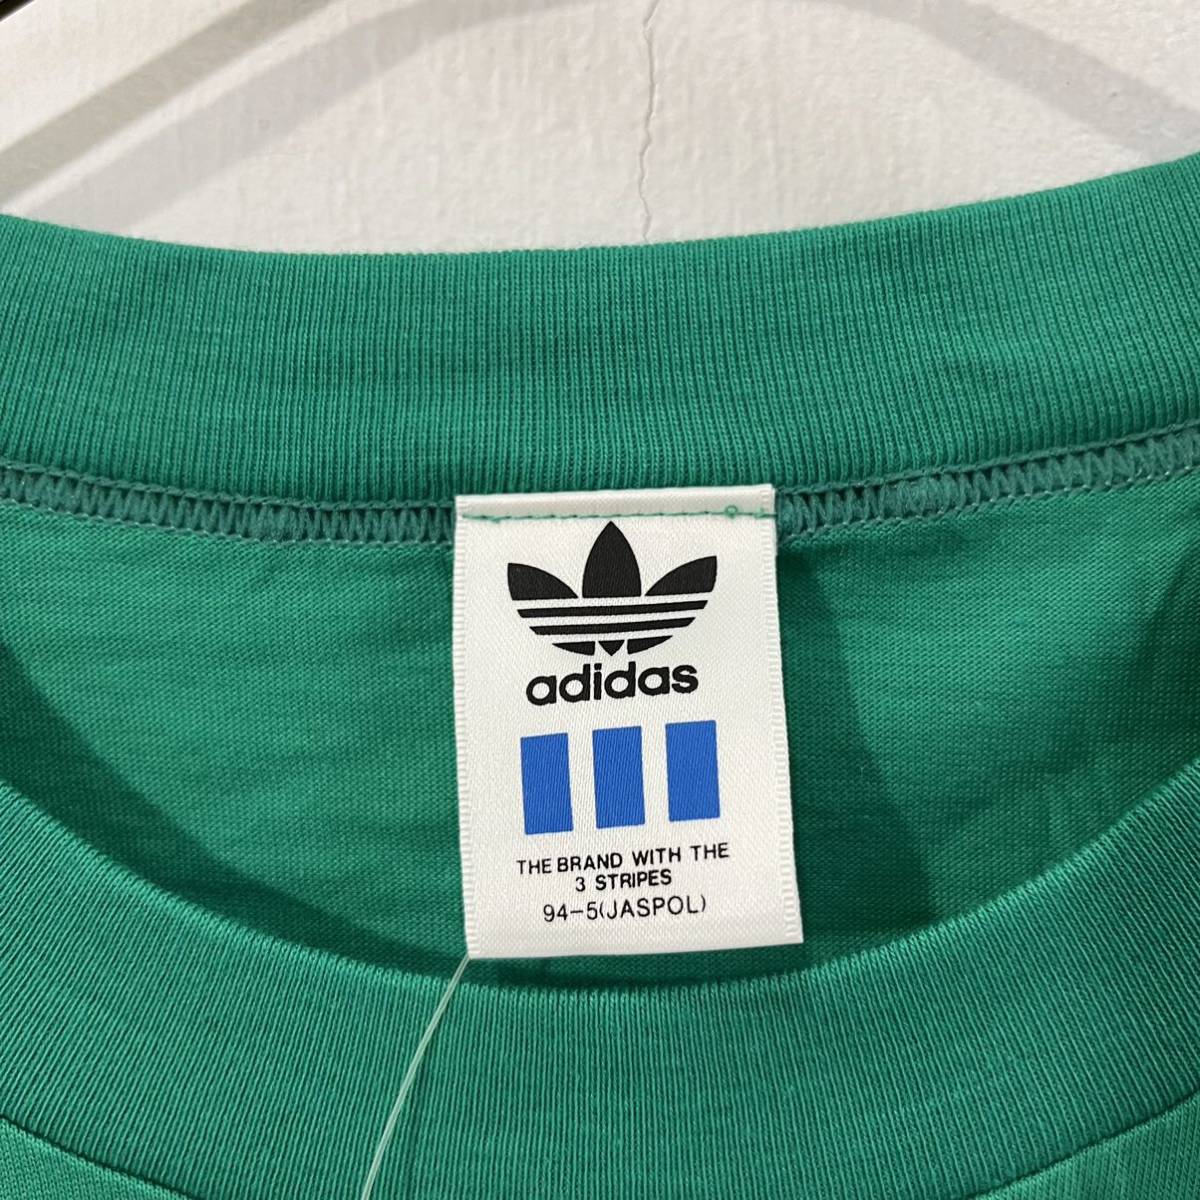 adidas
THE BRAND WITH THE
3 STRIPES
94-5(JASPOL)